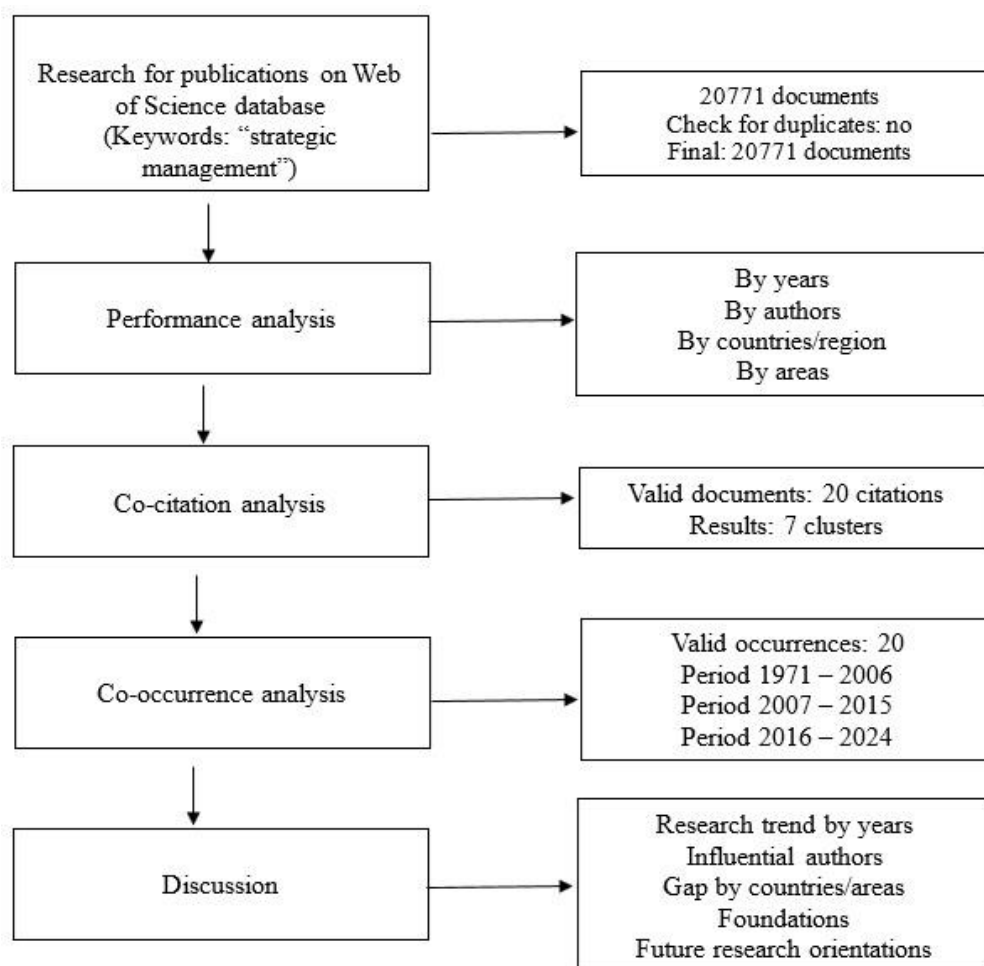 Research for publications on Web
of Science database
(Keywords: “strategic
management”)
20771 documents
Check for duplicates: no
Final: 20771 documents
Performance analysis
By years
By authors
By countries/region
By areas
Co-citation analysis
Valid documents: 20 citations
Results: 7 clusters
Co-occurrence analysis
Valid occurrences: 20
Period 1971 – 2006
Period 2007 – 2015
Period 2016 – 2024
Discussion
Research trend by years
Influential authors
Gap by countries/areas
Foundations
Future research orientations